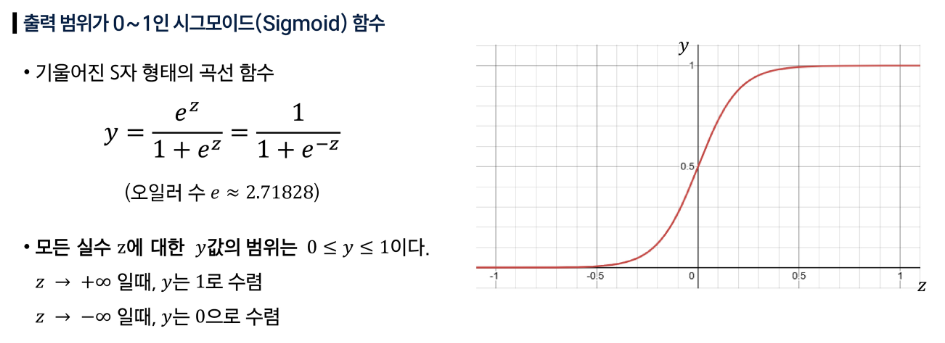 출력 범위가 0~1인 시그모이드(Sigmoid) 함수
• 기울어진 S자 형태의 곡선 함수
y = e^z / (1 + e^z) = 1 / (1 + e^−z)
(오일러 수 e ≈ 2.71828)
• 모든 실수 z에 대한 y값의 범위는 0 ≤ y ≤ 1이다.
z → +∞ 일때, y는 1로 수렴
z → −∞ 일때, y는 0으로 수렴
y
1
0.5
-1 -0.5 0 0.5 1
z